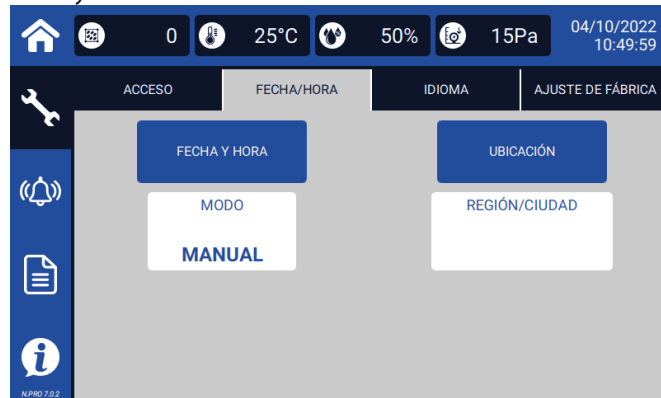 0
25°C
50%
15Pa
04/10/2022
10:49:59
ACCESO
FECHA/HORA
IDIOMA
AJUSTE DE FÁBRICA
FECHA Y HORA
UBICACIÓN
MODO
MANUAL
REGIÓN/CIUDAD
i
N.PRO 7.0.2